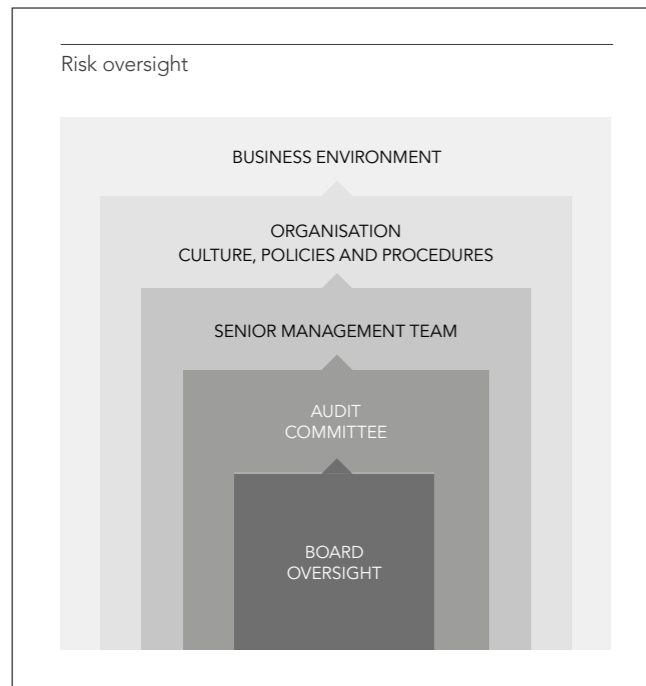 Risk oversight
BUSINESS ENVIRONMENT
ORGANISATION
CULTURE, POLICIES AND PROCEDURES
SENIOR MANAGEMENT TEAM
AUDIT
COMMITTEE
BOARD
OVERSIGHT